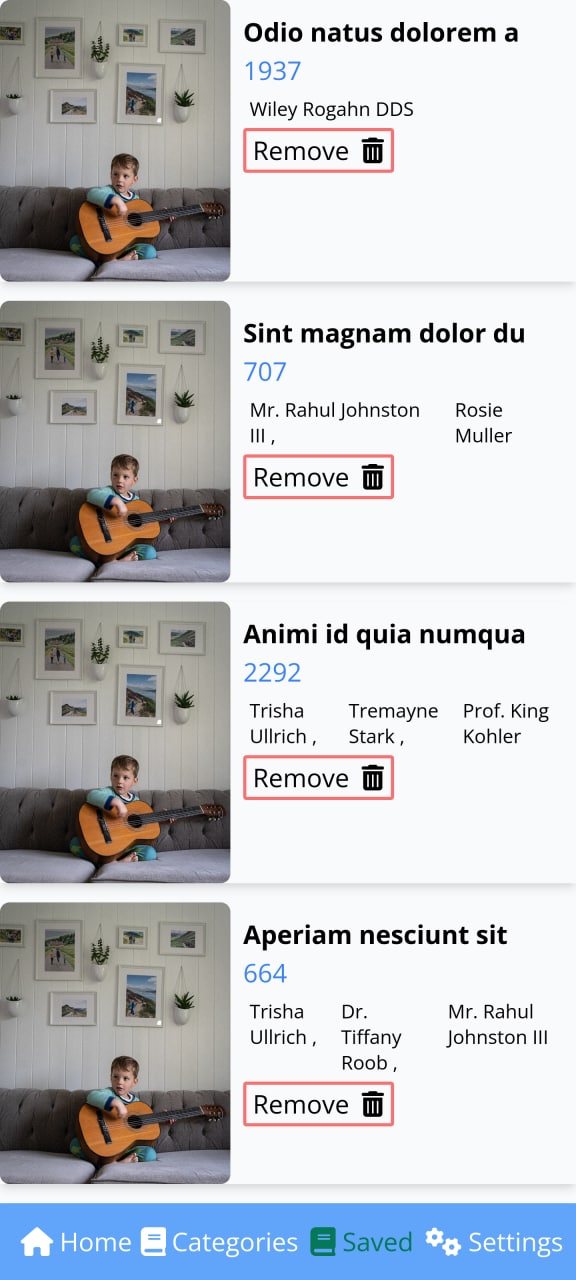 Odio natus dolorem a
1937
Wiley Rogahn DDS
Remove
Sint magnam dolor du
707
Mr. Rahul Johnston III , Rosie Muller
Remove
Animi id quia numqua
2292
Trisha Ullrich , Tremayne Stark , Prof. King Kohler
Remove
Aperiam nesciunt sit
664
Trisha Ullrich , Dr. Tiffany Roob , Mr. Rahul Johnston III
Remove
Home Categories Saved Settings